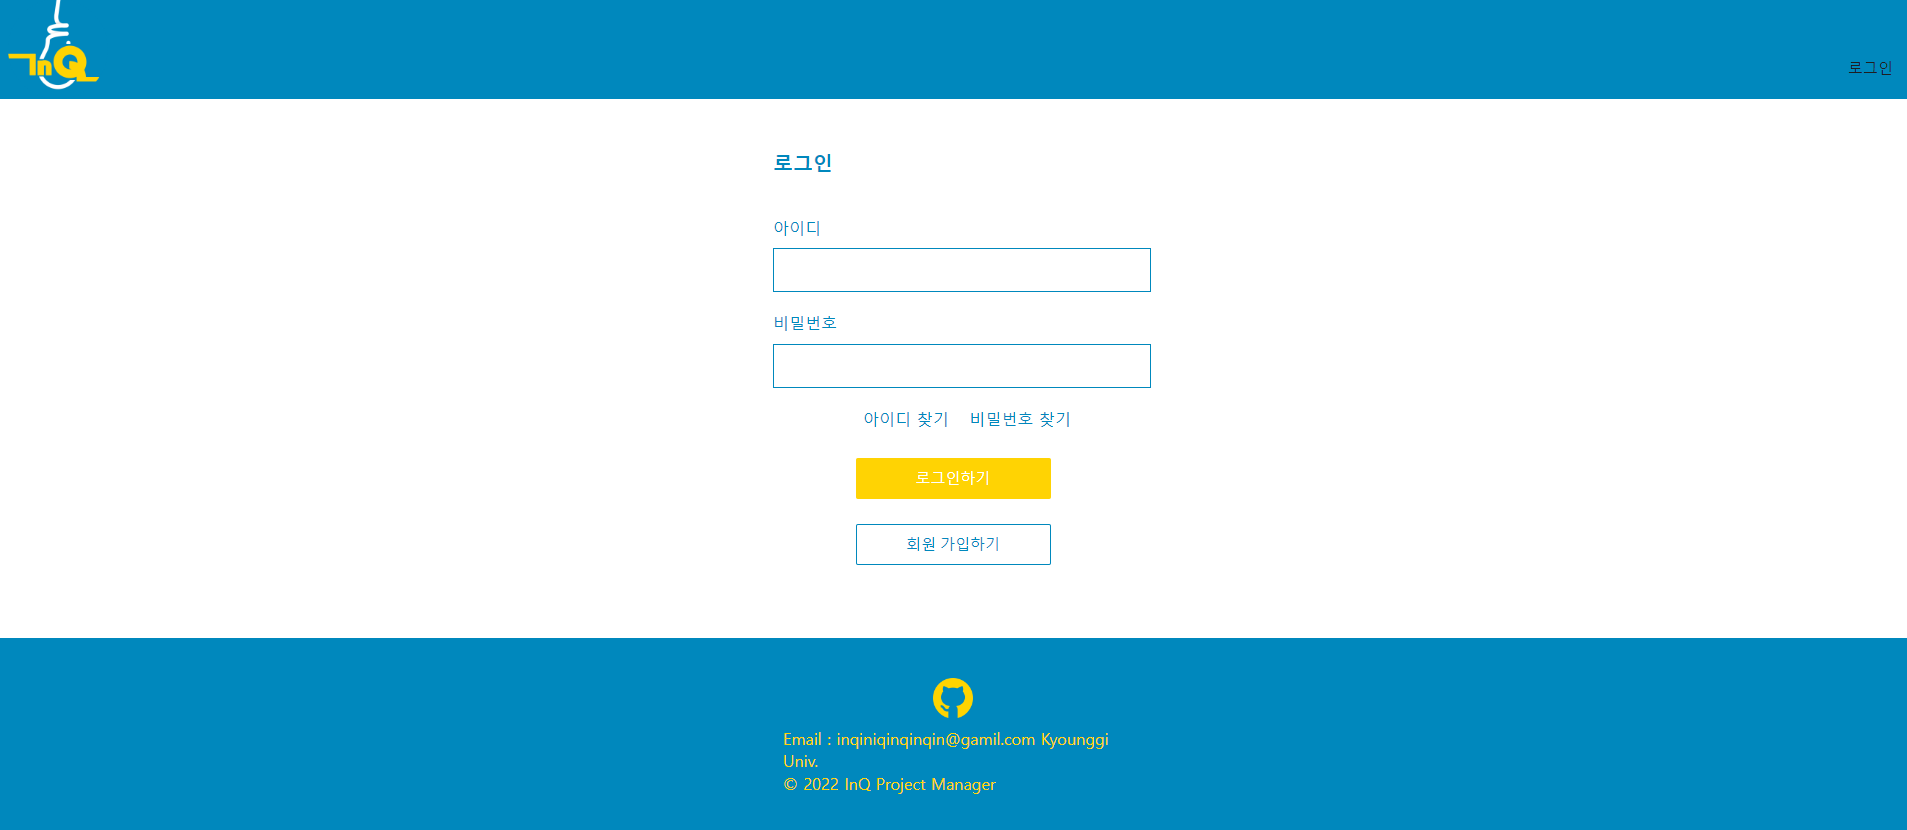 InQ
로그인
로그인
아이디
비밀번호
아이디 찾기 비밀번호 찾기
로그인하기
회원 가입하기
Email : inqiniqinqinqin@gamil.com Kyounggi
Univ.
© 2022 InQ Project Manager